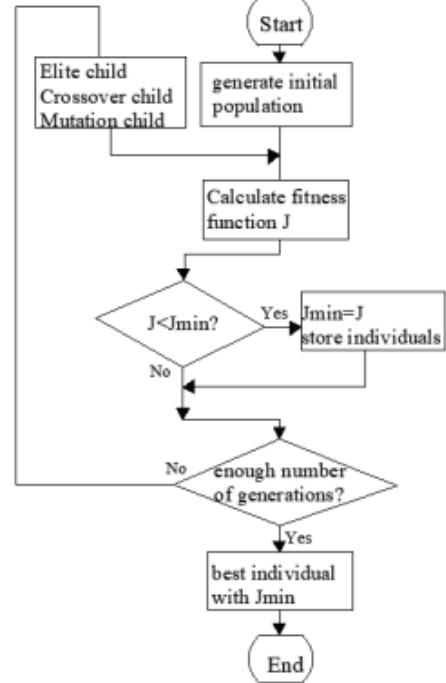 Start
Elite child
Crossover child
Mutation child
generate initial
population
Calculate fitness
function J
J<Jmin?
Yes
Jmin=J
store individuals
No
No
enough number
of generations?
Yes
best individual
with Jmin
End